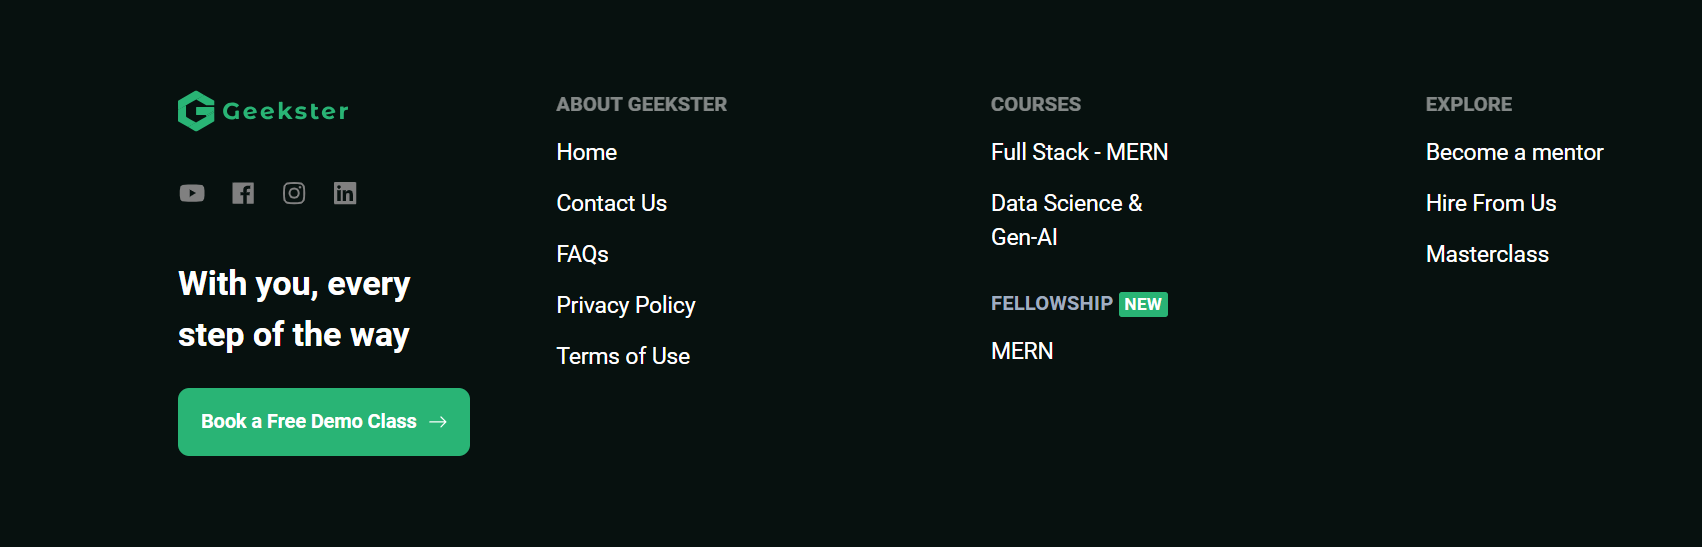 Geekster
With you, every
step of the way
Book a Free Demo Class
ABOUT GEEKSTER
Home
Contact Us
FAQs
Privacy Policy
Terms of Use
COURSES
Full Stack - MERN
Data Science &
Gen-AI
FELLOWSHIP NEW
MERN
EXPLORE
Become a mentor
Hire From Us
Masterclass